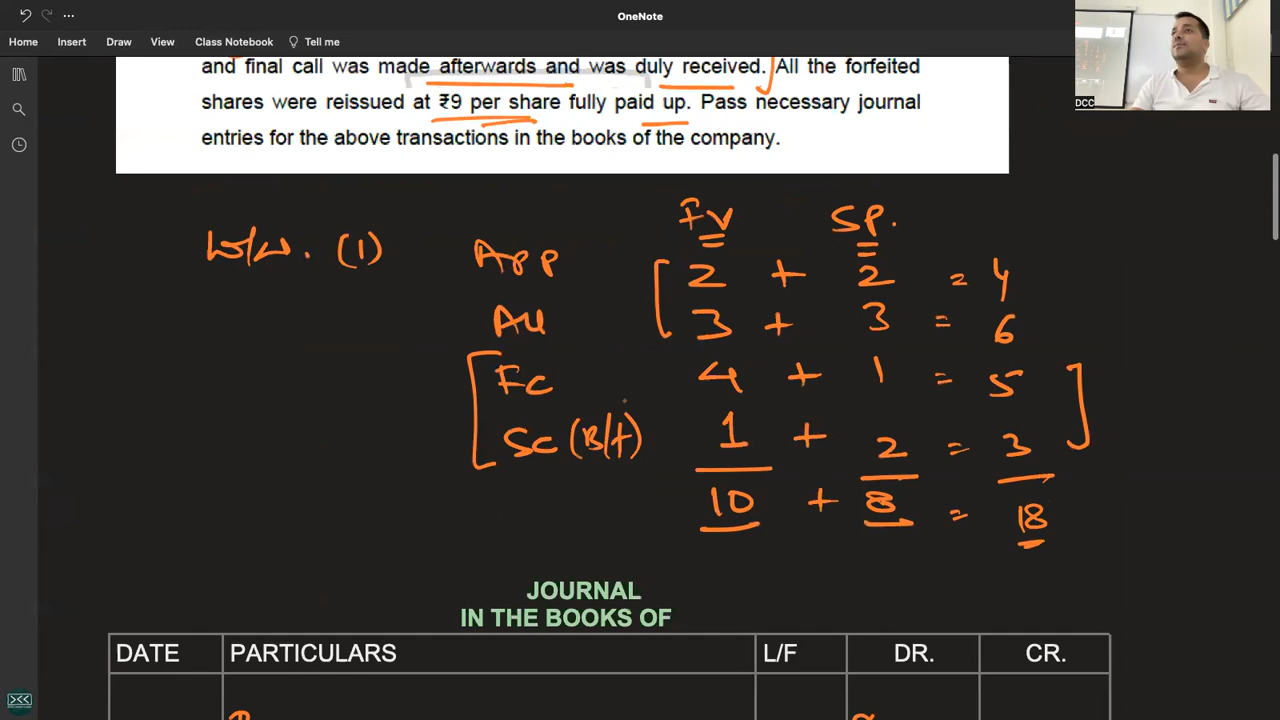 OneNote
Home Insert Draw View Class Notebook Tell me
and final call was made afterwards and was duly received. All the forfeited
shares were reissued at ₹9 per share fully paid up. Pass necessary journal
entries for the above transactions in the books of the company.
DCC
FV SP.
W/W. (1) App 2 + 2 = 4
All 3 + 3 = 6
FC 4 + 1 = 5
SC (B/f) 1 + 2 = 3
10 + 8 = 18
JOURNAL
IN THE BOOKS OF
DATE PARTICULARS L/F DR. CR.
DCC